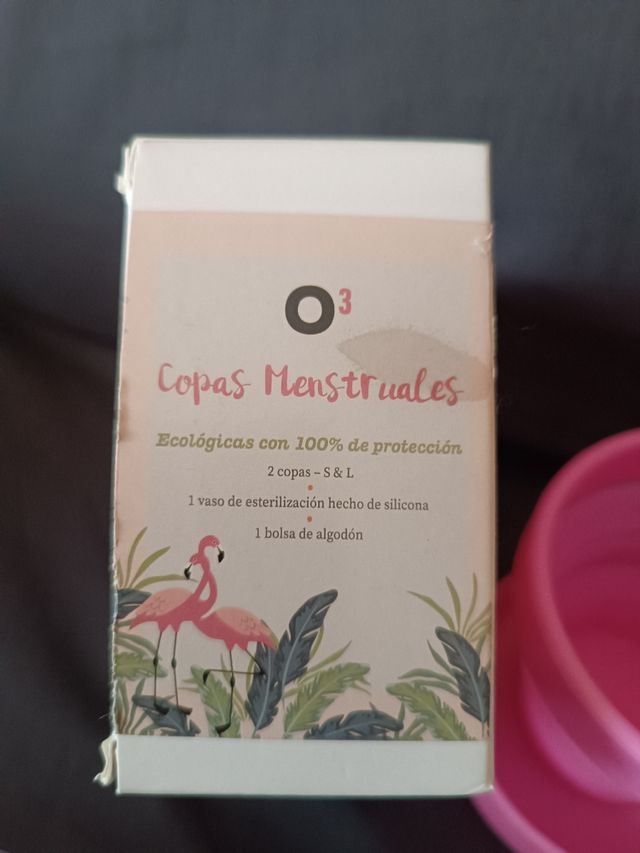 O³
Copas Menstruales
Ecológicas con 100% de protección
2 copas – S & L
1 vaso de esterilización hecho de silicona
1 bolsa de algodón